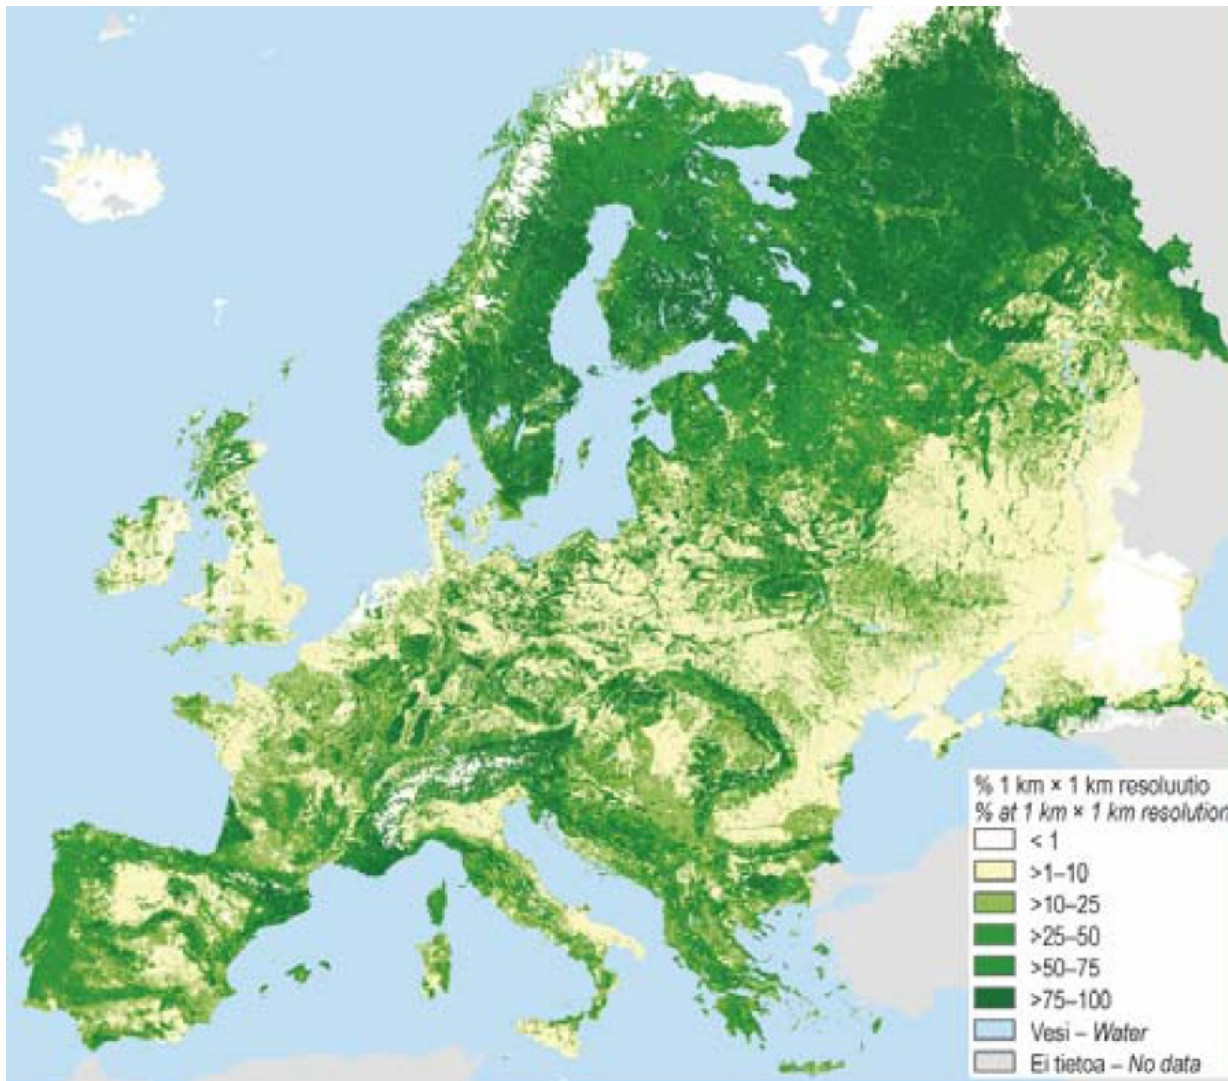 % 1 km × 1 km resoluutio
% at 1 km × 1 km resolution
< 1
>1–10
>10–25
>25–50
>50–75
>75–100
Vesi – Water
Ei tietoa – No data